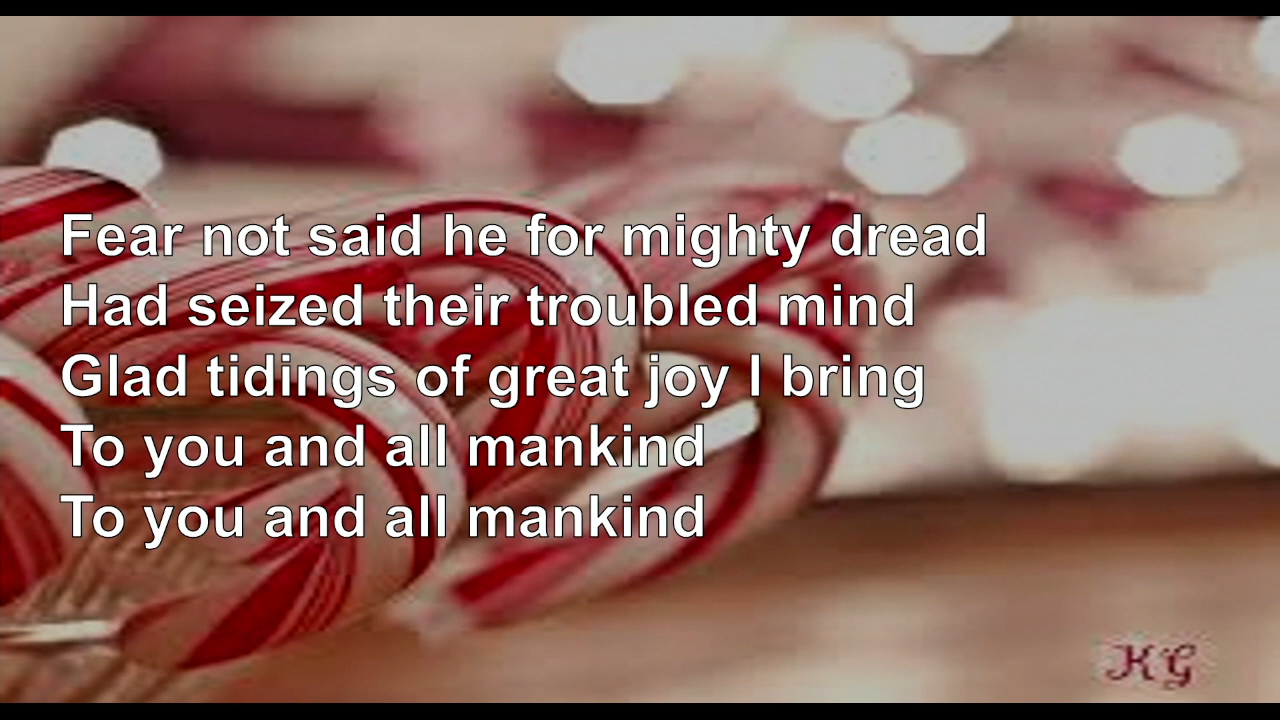 Fear not said he for mighty dread
Had seized their troubled mind
Glad tidings of great joy I bring
To you and all mankind
To you and all mankind
KG